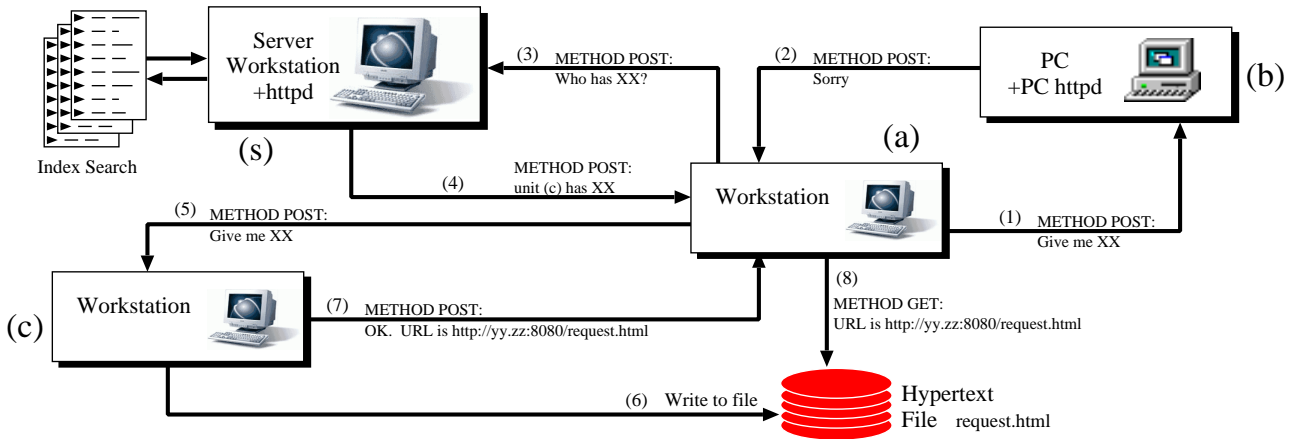 Server
Workstation
+httpd
Index Search
(s)
(3)
METHOD POST:
Who has XX?
(2)
METHOD POST:
Sorry
PC
+PC httpd
(b)
(a)
Workstation
(4)
METHOD POST:
unit (c) has XX
(1)
METHOD POST:
Give me XX
(5)
METHOD POST:
Give me XX
(c)
Workstation
(7)
METHOD POST:
OK. URL is http://yy.zz:8080/request.html
(8)
METHOD GET:
URL is http://yy.zz:8080/request.html
(6) Write to file
Hypertext
File request.html